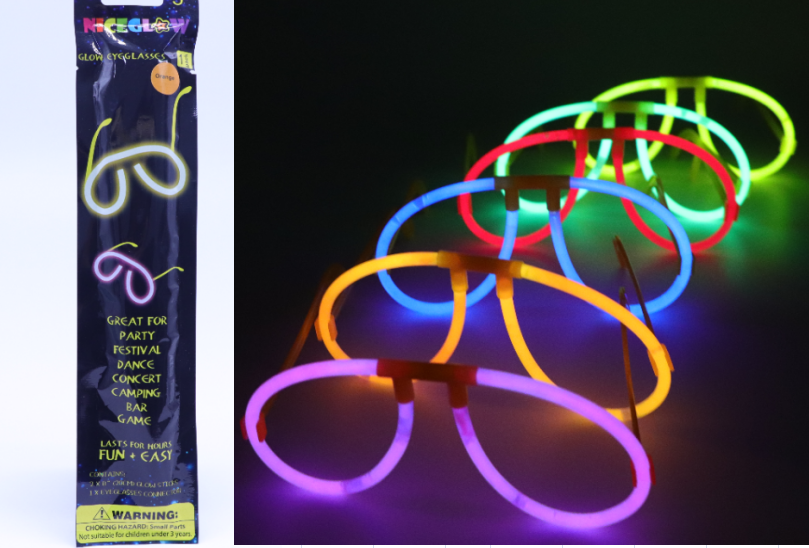 NICEGLOW
GLOW EYEGLASSES
Orange
GREAT FOR
PARTY
FESTIVAL
DANCE
CONCERT
CAMPING
BAR
GAME
LASTS FOR HOURS
FUN + EASY
CONTAINS:
WARNING:
CHOKING HAZARD: Small Parts
Not suitable for children under 3 years.